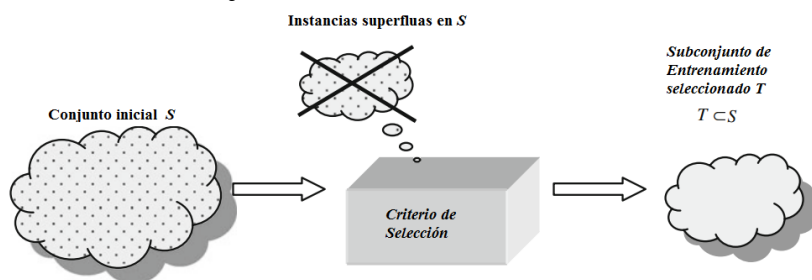 Instancias superfluas en S
Subconjunto de
Entrenamiento
seleccionado T
T ⊂ S
Conjunto inicial S
Criterio de
Selección